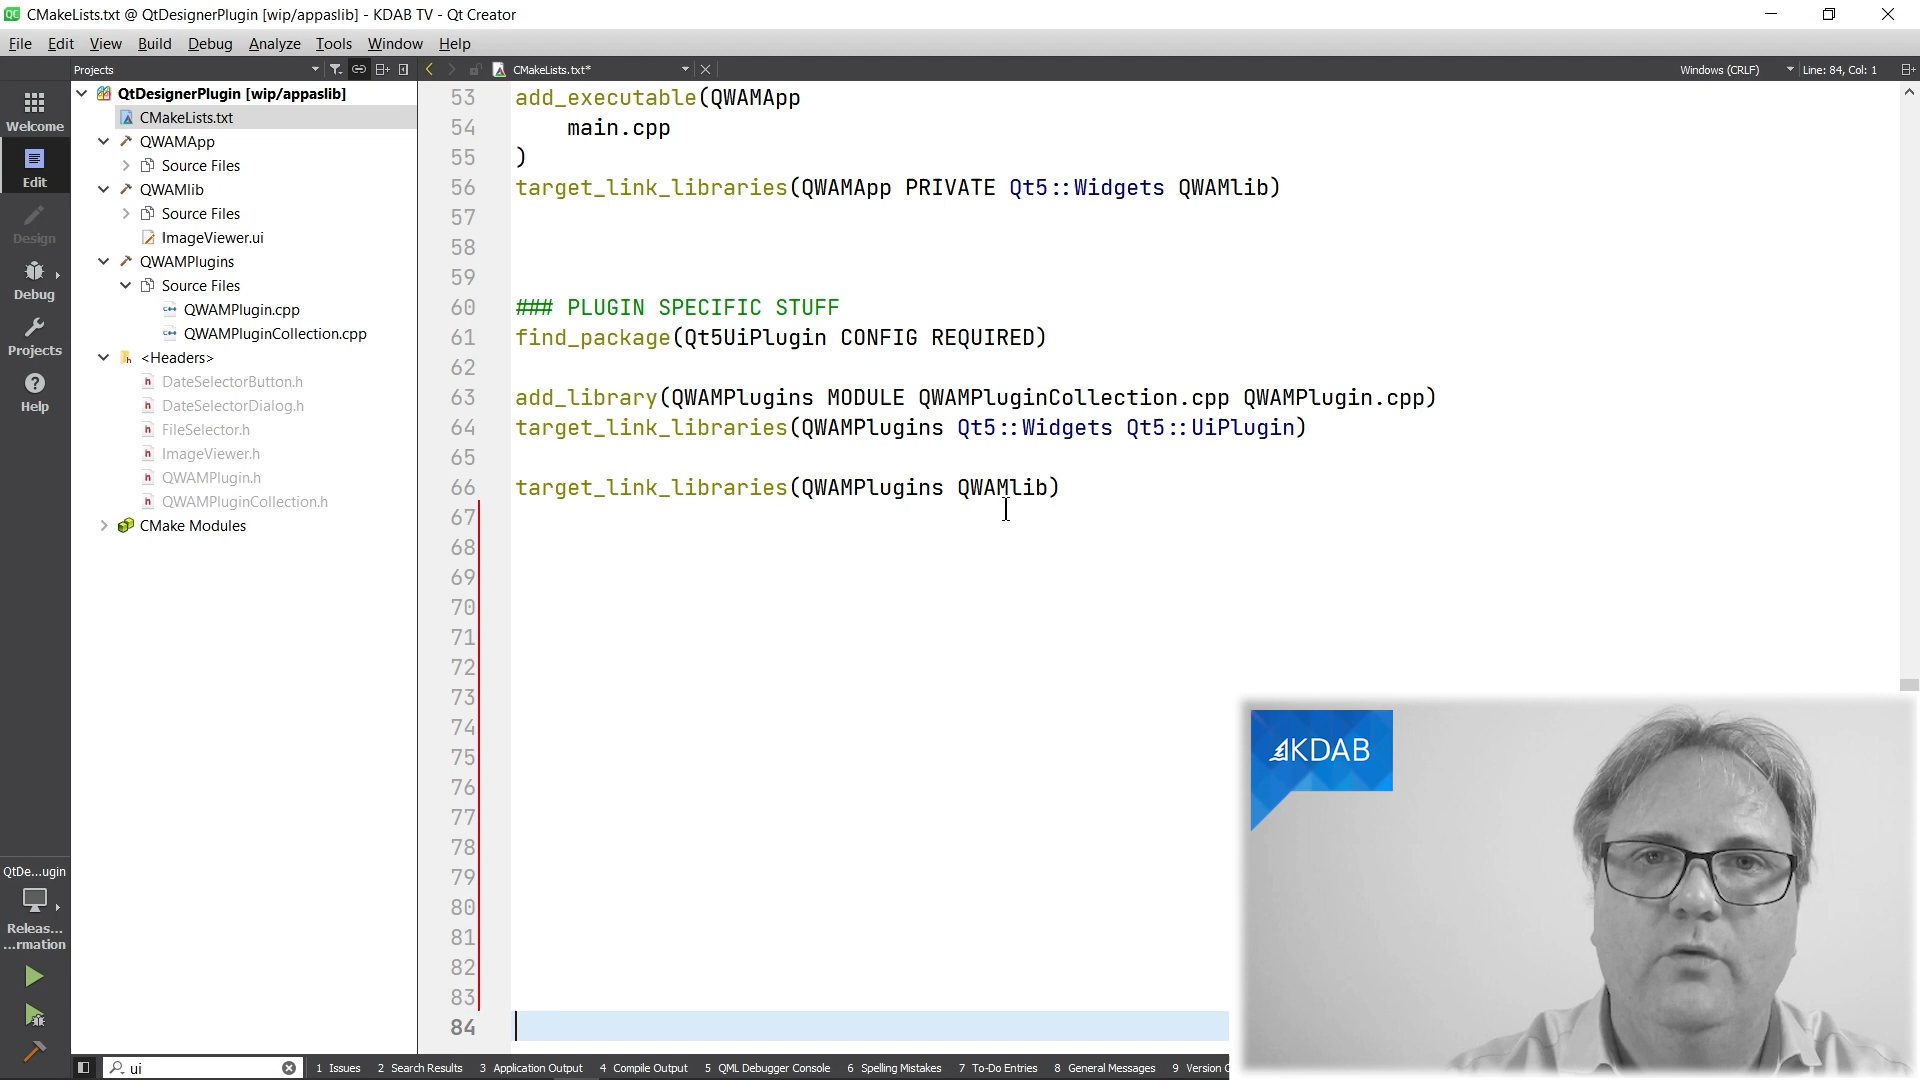 CMakeLists.txt @ QtDesignerPlugin [wip/appaslib] - KDAB TV - Qt Creator
File Edit View Build Debug Analyze Tools Window Help
Projects
CMakeLists.txt*
Windows (CRLF)
Line: 84, Col: 1
Welcome
Edit
Design
Debug
Projects
Help
QtDesignerPlugin [wip/appaslib]
CMakeLists.txt
QWAMApp
Source Files
QWAMlib
Source Files
ImageViewer.ui
QWAMPlugins
Source Files
QWAMPlugin.cpp
QWAMPluginCollection.cpp
<Headers>
DateSelectorButton.h
DateSelectorDialog.h
FileSelector.h
ImageViewer.h
QWAMPlugin.h
QWAMPluginCollection.h
CMake Modules
53 add_executable(QWAMApp
54 main.cpp
55 )
56 target_link_libraries(QWAMApp PRIVATE Qt5::Widgets QWAMlib)
57
58
59
60 ### PLUGIN SPECIFIC STUFF
61 find_package(Qt5UiPlugin CONFIG REQUIRED)
62
63 add_library(QWAMPlugins MODULE QWAMPluginCollection.cpp QWAMPlugin.cpp)
64 target_link_libraries(QWAMPlugins Qt5::Widgets Qt5::UiPlugin)
65
66 target_link_libraries(QWAMPlugins QWAMlib)
67
68
69
70
71
72
73
74
75
76
77
78
79
80
81
82
83
84
KDAB
QtDe...ugin
Releas...
...rmation
ui
1 Issues 2 Search Results 3 Application Output 4 Compile Output 5 QML Debugger Console 6 Spelling Mistakes 7 To-Do Entries 8 General Messages 9 Version C